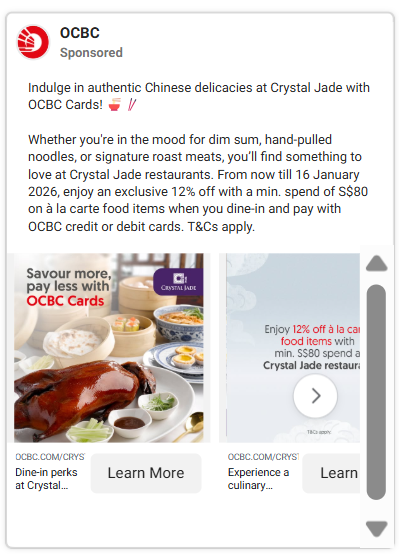 OCBC
Sponsored
Indulge in authentic Chinese delicacies at Crystal Jade with
OCBC Cards! 🍜 🥢
Whether you're in the mood for dim sum, hand-pulled
noodles, or signature roast meats, you'll find something to
love at Crystal Jade restaurants. From now till 16 January
2026, enjoy an exclusive 12% off with a min. spend of S$80
on à la carte food items when you dine-in and pay with
OCBC credit or debit cards. T&Cs apply.
Savour more,
pay less with
OCBC Cards
CRYSTAL JADE
Enjoy 12% off à la car
food items with
min. S$80 spend a
Crystal Jade restaura
T&Cs apply
OCBC.COM/CRYST
Dine-in perks
at Crystal...
Learn More
OCBC.COM/CRYST
Experience a
culinary...
Learn